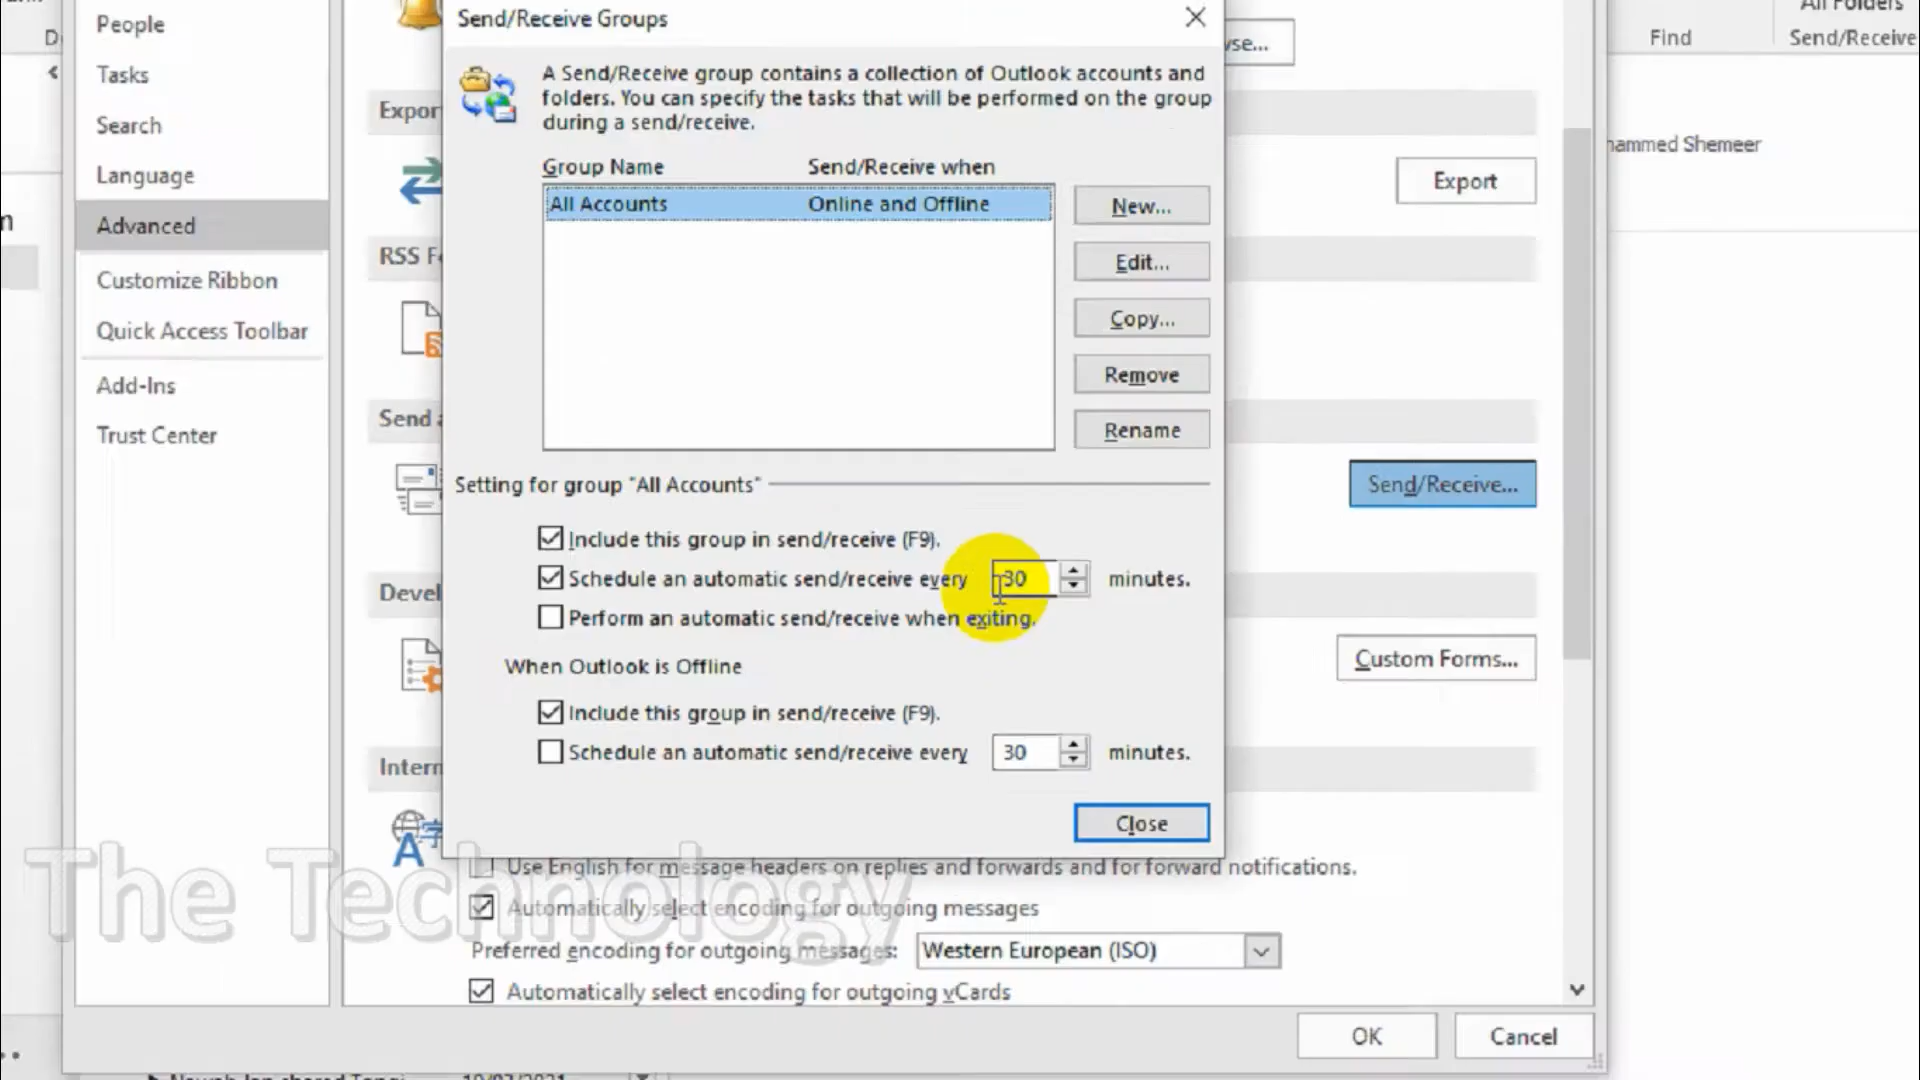 People
Tasks
Search
Language
Advanced
Customize Ribbon
Quick Access Toolbar
Add-Ins
Trust Center
Send/Receive Groups
A Send/Receive group contains a collection of Outlook accounts and
folders. You can specify the tasks that will be performed on the group
during a send/receive.
Group Name Send/Receive when
All Accounts Online and Offline
New...
Edit...
Copy...
Remove
Rename
Setting for group "All Accounts"
Include this group in send/receive (F9).
Schedule an automatic send/receive every 30 minutes.
Perform an automatic send/receive when exiting.
When Outlook is Offline
Include this group in send/receive (F9).
Schedule an automatic send/receive every 30 minutes.
Close
Export
RSS
Send
Export
Send/Receive...
Custom Forms...
Use English for message headers on replies and forwards and for forward notifications.
Automatically select encoding for outgoing messages
Preferred encoding for outgoing messages: Western European (ISO)
Automatically select encoding for outgoing vCards
OK Cancel
All Folders
Find Send/Receive
Shemeer
The Technology